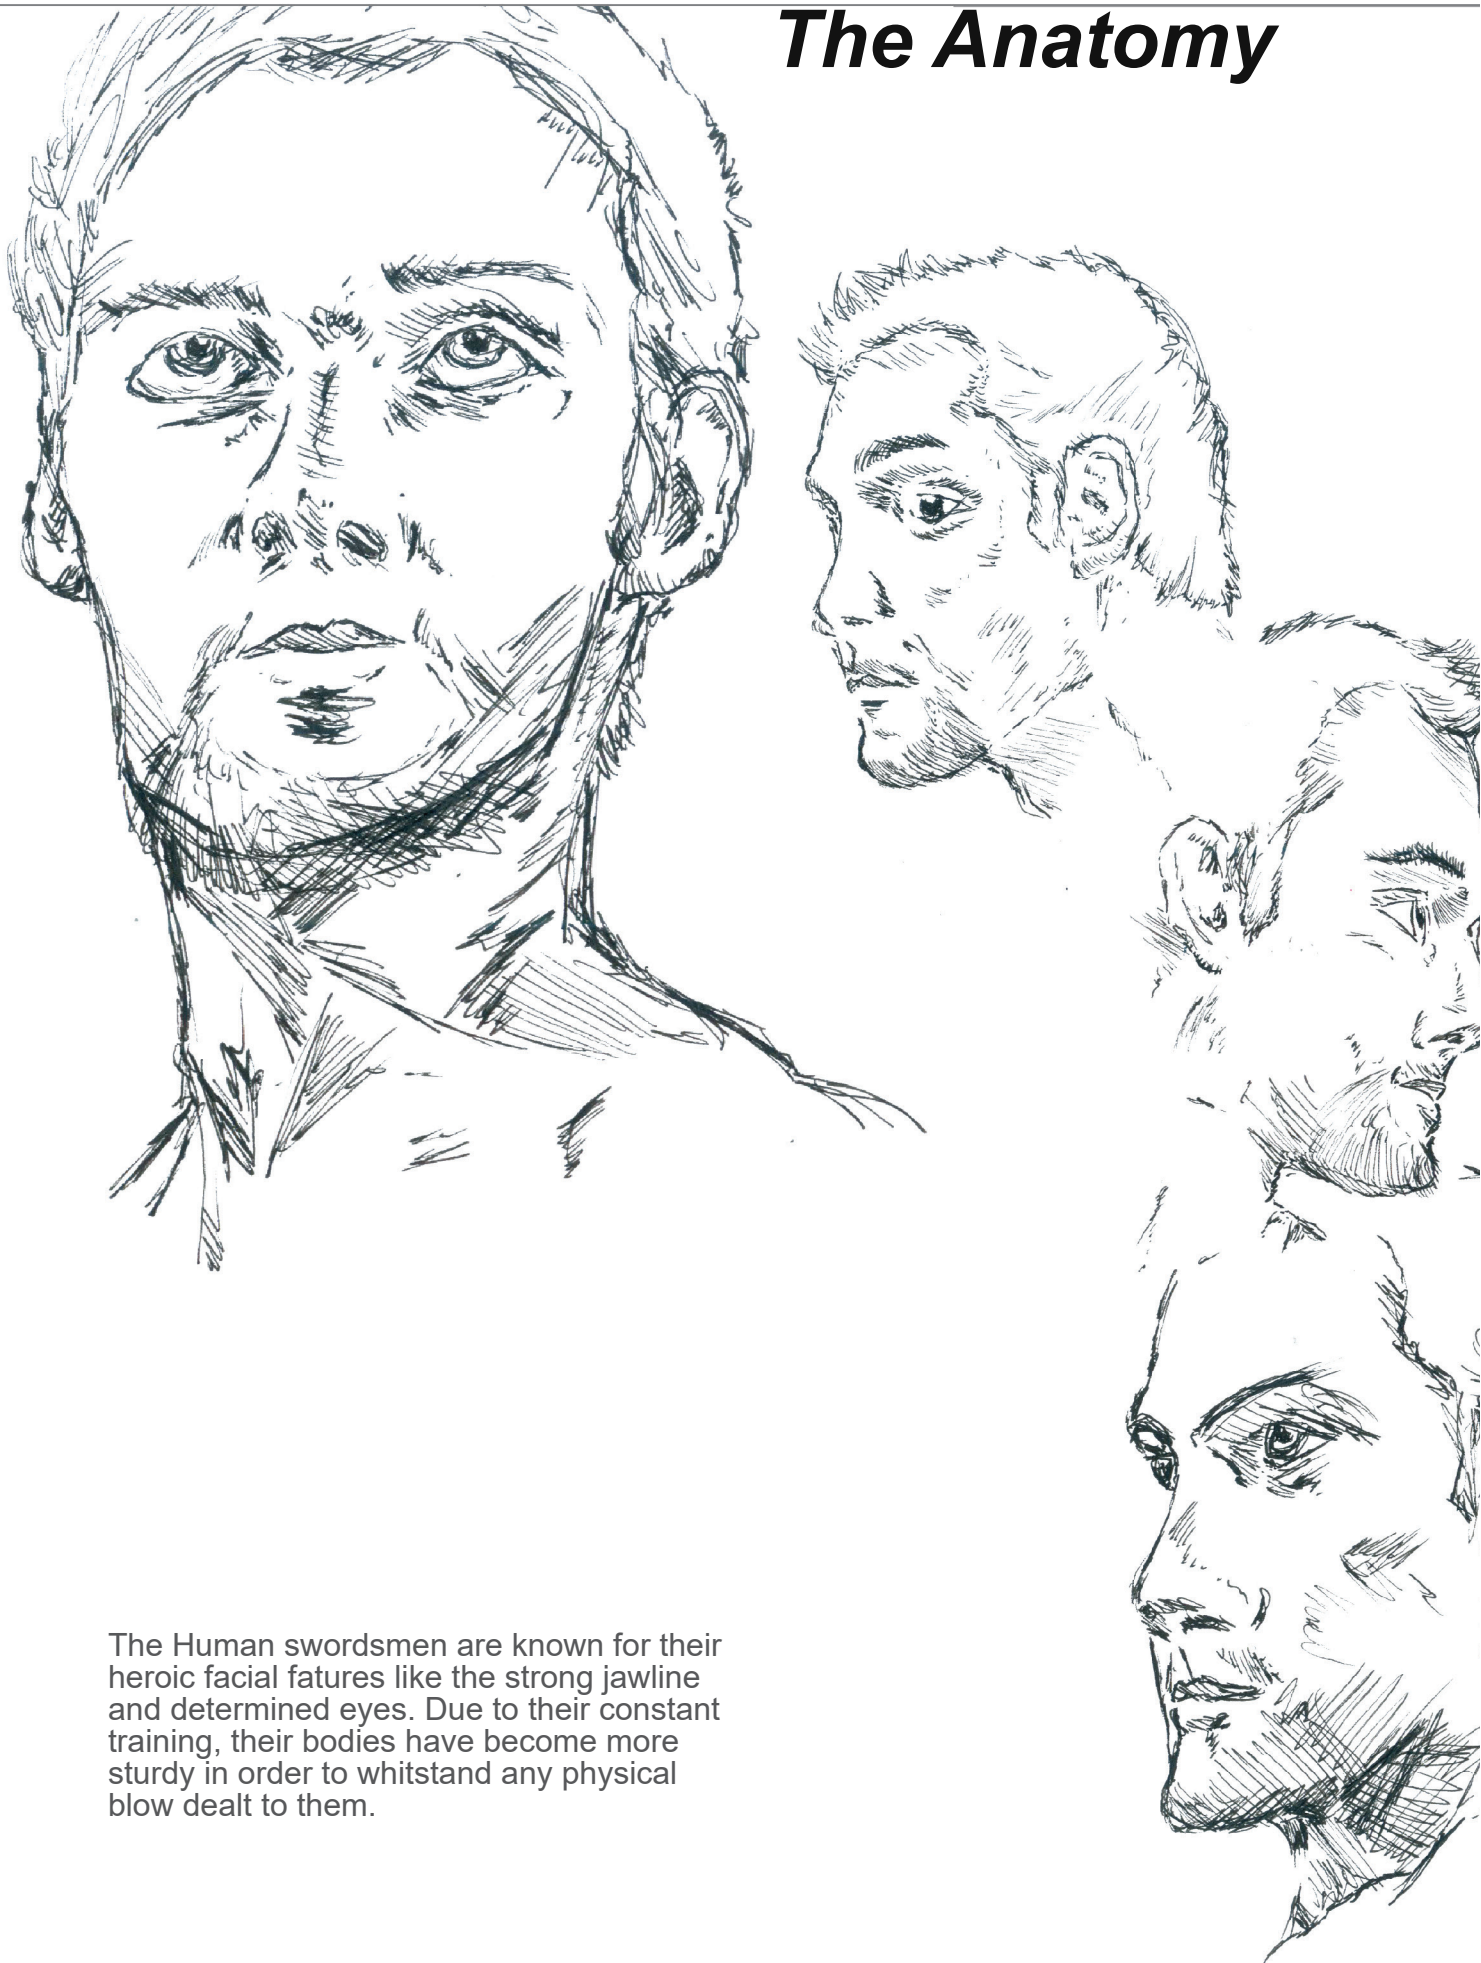 The Anatomy
The Human swordsmen are known for their
heroic facial fatures like the strong jawline
and determined eyes. Due to their constant
training, their bodies have become more
sturdy in order to whitstand any physical
blow dealt to them.